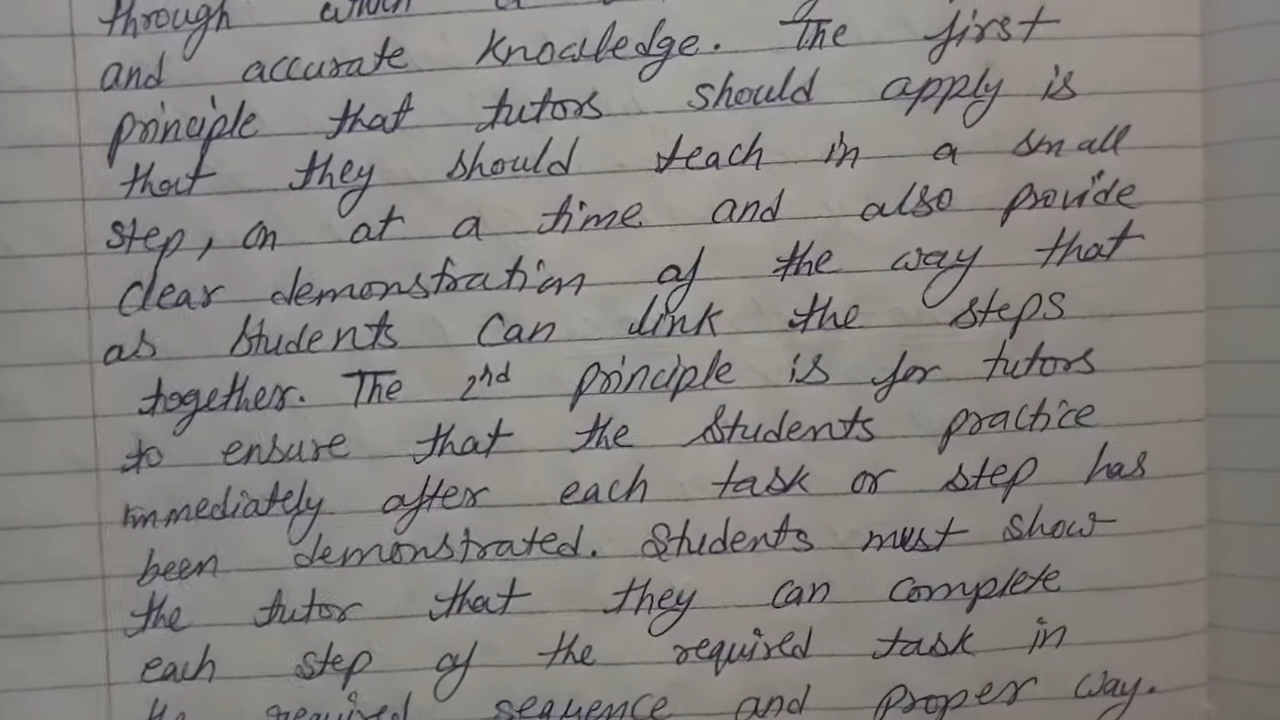 through which a
and accurate knowledge. The first
principle that tutors should apply is
that they should teach in a small
step, on at a time and also provide
clear demonstration of the way that
as students can link the steps
together. The 2nd principle is for tutors
to ensure that the students practice
immediately after each task or step has
been demonstrated. Students must show
the tutor that they can complete
each step of the required task in
the required sequence and proper way.